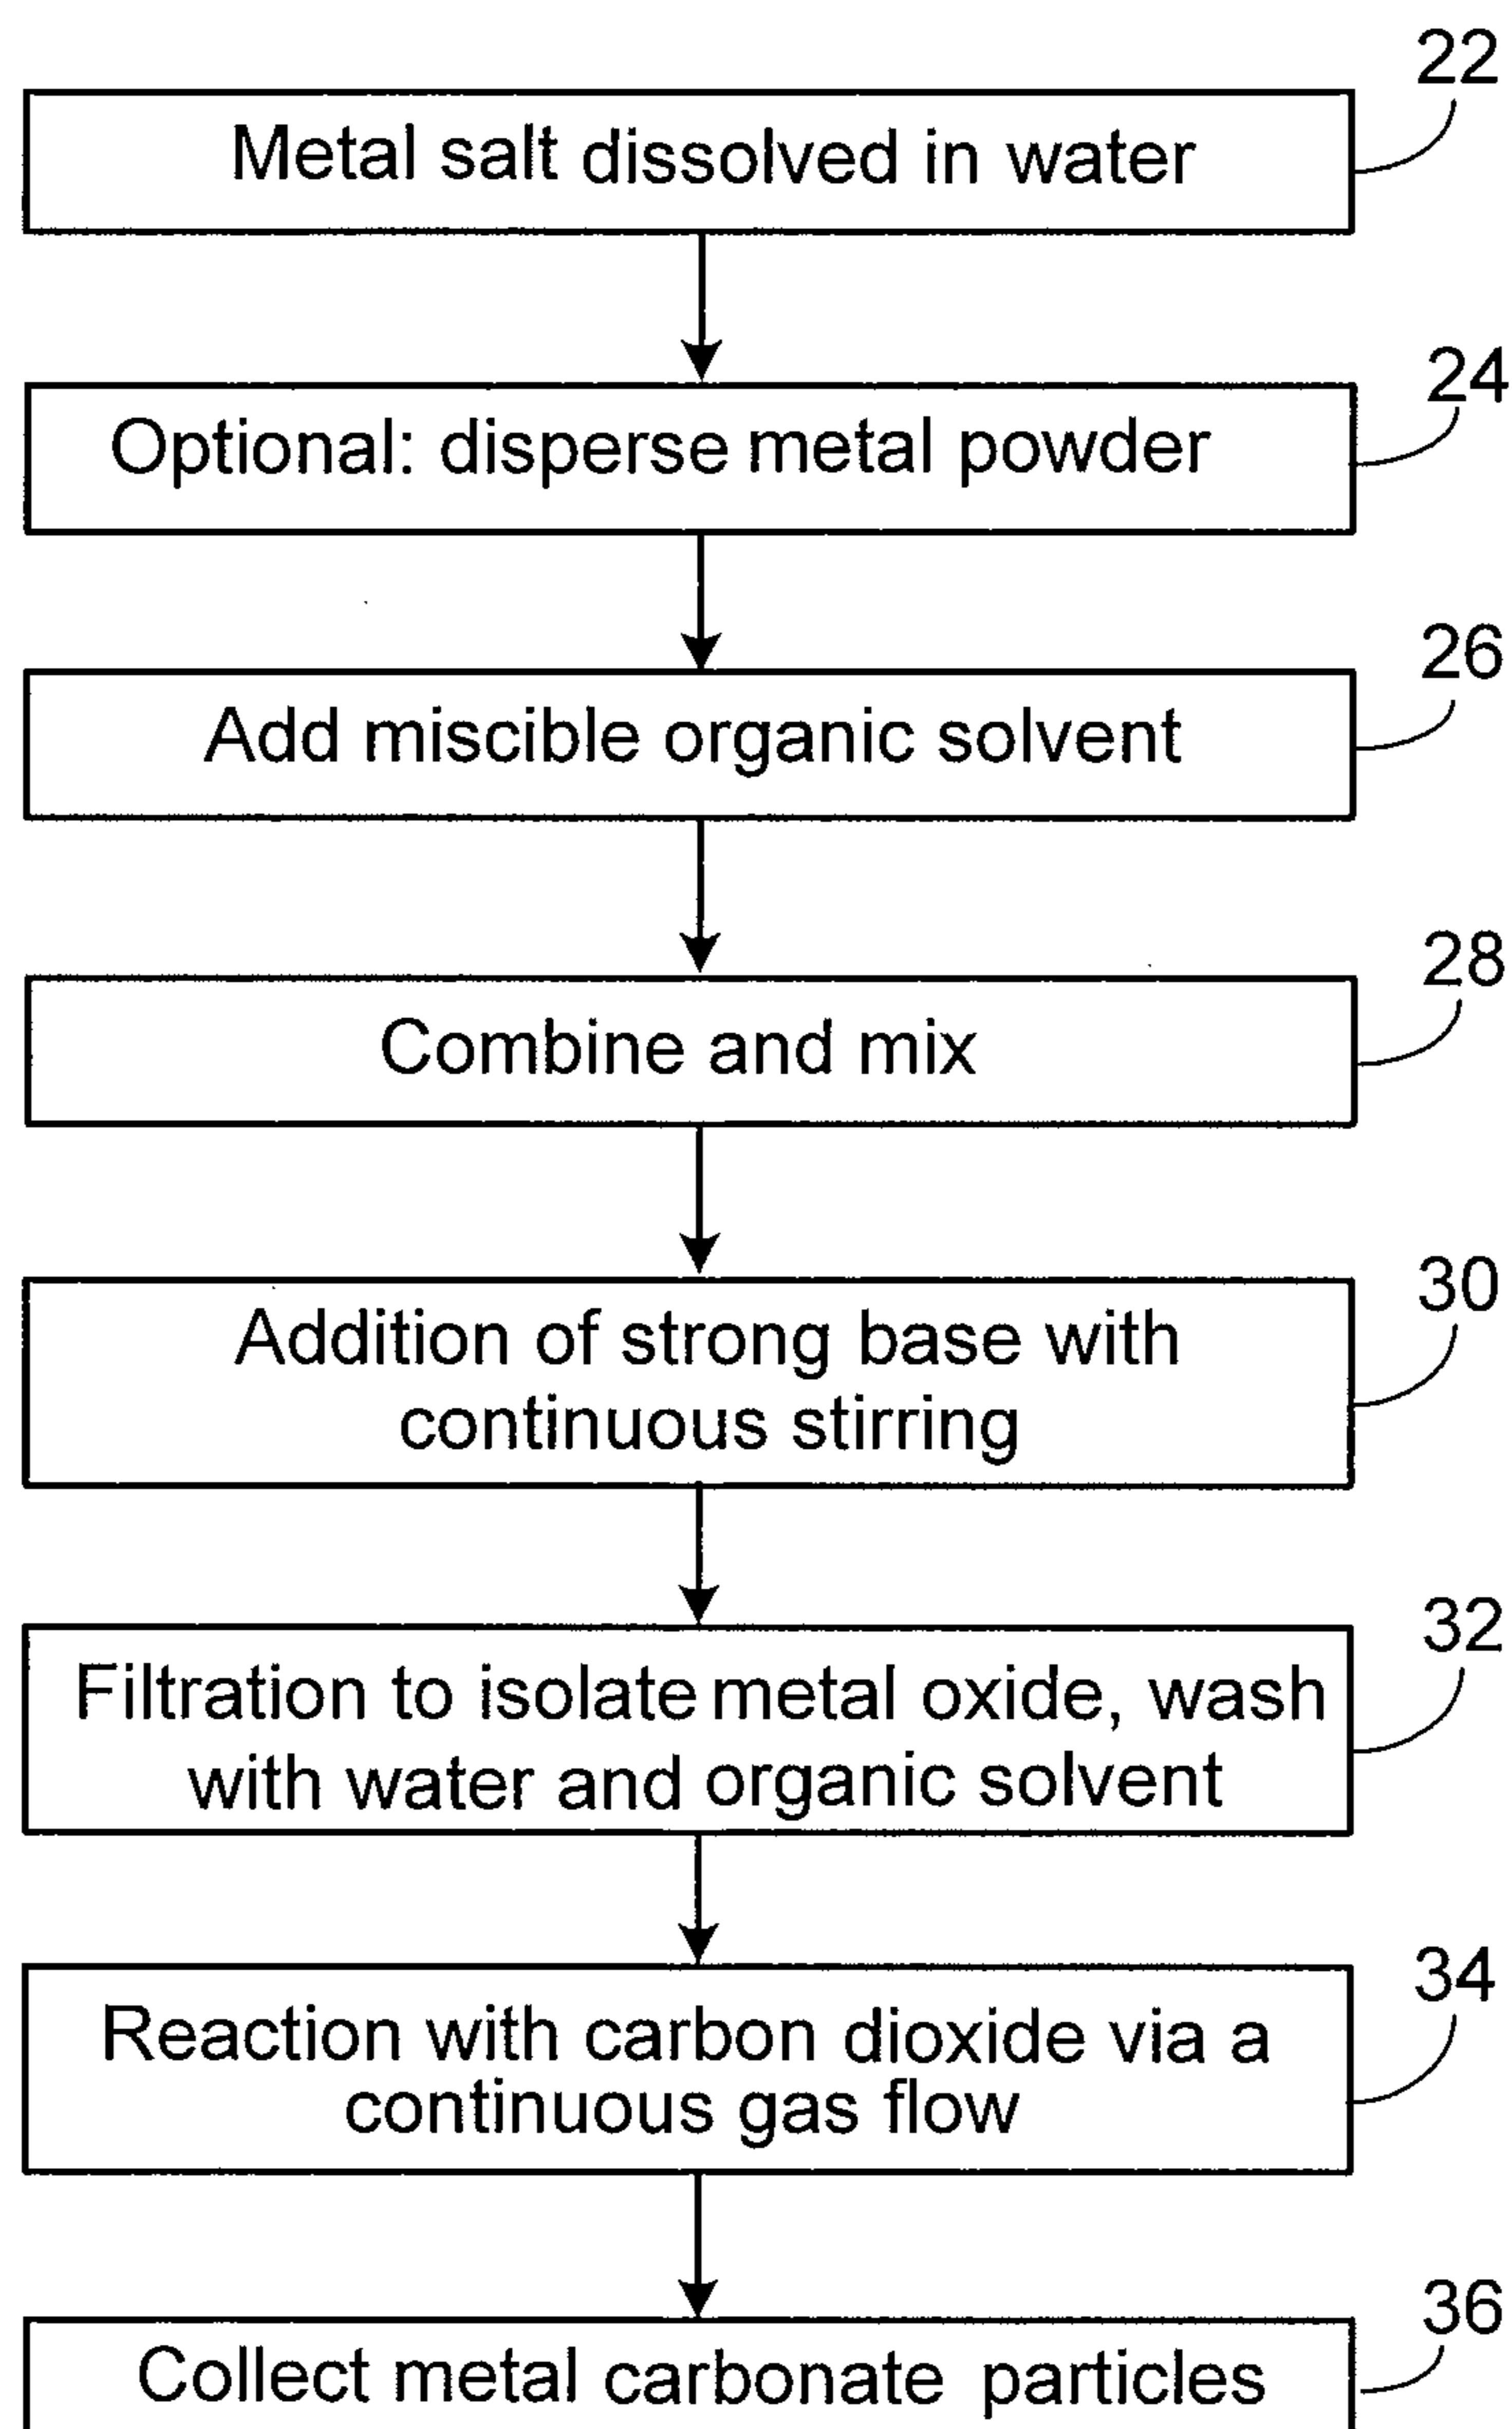 22
Metal salt dissolved in water
24
Optional: disperse metal powder
26
Add miscible organic solvent
28
Combine and mix
30
Addition of strong base with
continuous stirring
32
Filtration to isolate metal oxide, wash
with water and organic solvent
34
Reaction with carbon dioxide via a
continuous gas flow
36
Collect metal carbonate particles